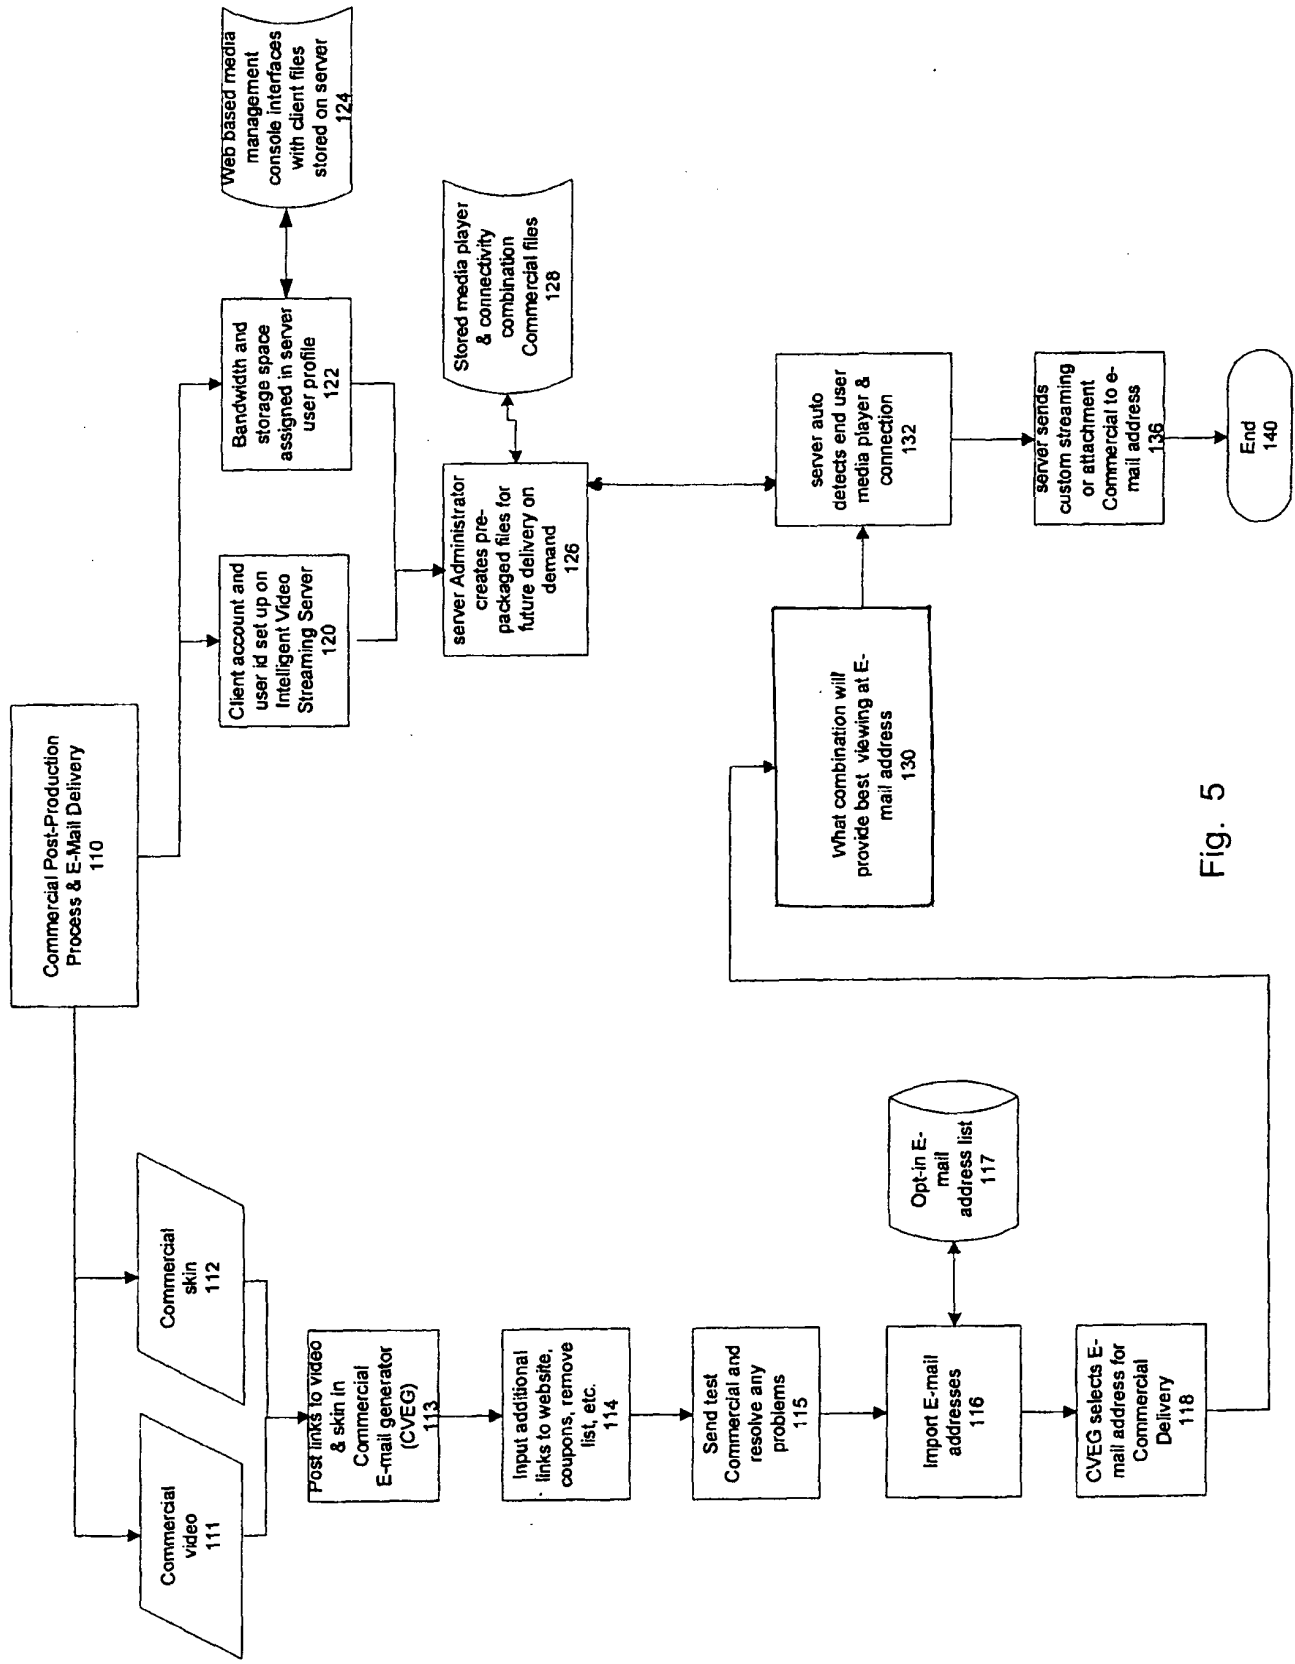 Commercial Post-Production
Process & E-Mail Delivery
110
Commercial
video
111
Commercial
skin
112
Post links to video
& skin in
Commercial
E-mail generator
(CVEG)
113
Input additional
links to website,
coupons, remove
list, etc.
114
Send test
Commercial and
resolve any
problems
115
Import E-mail
addresses
116
Opt-in E-
mail
address list
117
CVEG selects E-
mail address for
Commercial
Delivery
118
Client account and
user id set up on
Intelligent Video
Streaming Server
120
Bandwidth and
storage space
assigned in server
user profile
122
Web based media
management
console interfaces
with client files
stored on server
124
server Administrator
creates pre-
packaged files for
future delivery on
demand
126
Stored media player
& connectivity
combination
Commercial files
128
What combination will
provide best viewing at E-
mail address
130
server auto
detects end user
media player &
connection
132
server sends
custom streaming
or attachment
Commercial to e-
mail address
136
End
140
Fig. 5